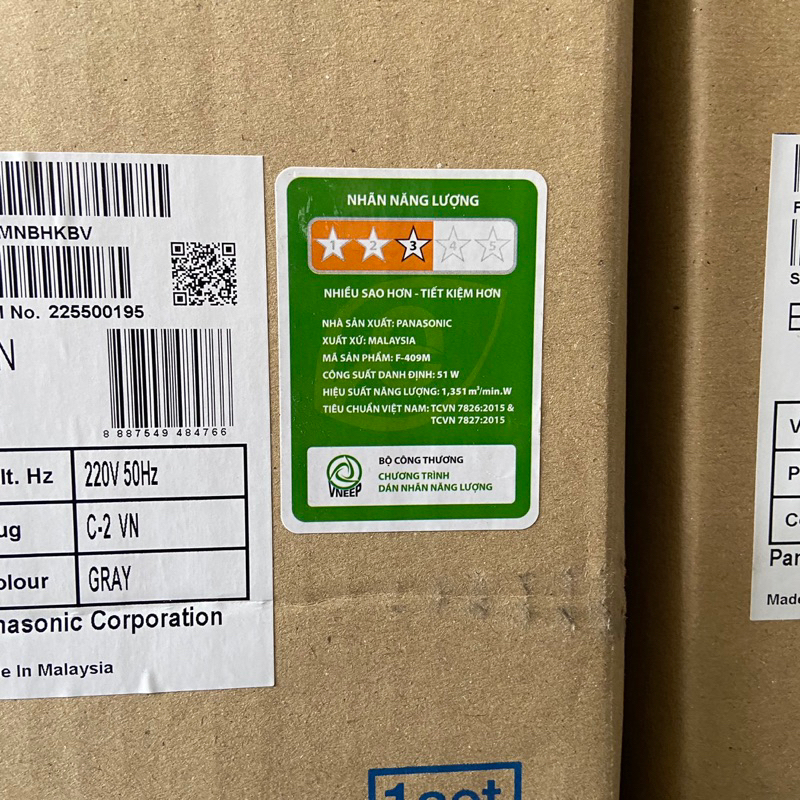 MNBHKBV
No. 225500195
N
8 887549 484766
lt. Hz 220V 50Hz
ug C-2 VN
olour GRAY
nasonic Corporation
e In Malaysia
NHÃN NĂNG LƯỢNG
1 2 3 4 5
NHIỀU SAO HƠN - TIẾT KIỆM HƠN
NHÀ SẢN XUẤT: PANASONIC
XUẤT XỨ: MALAYSIA
MÃ SẢN PHẨM: F-409M
CÔNG SUẤT DANH ĐỊNH: 51 W
HIỆU SUẤT NĂNG LƯỢNG: 1,351 m³/min.W
TIÊU CHUẨN VIỆT NAM: TCVN 7826:2015 &
TCVN 7827:2015
VNEEP
BỘ CÔNG THƯƠNG
CHƯƠNG TRÌNH
DÁN NHÃN NĂNG LƯỢNG
1set
V
P
Co
Pan
Made